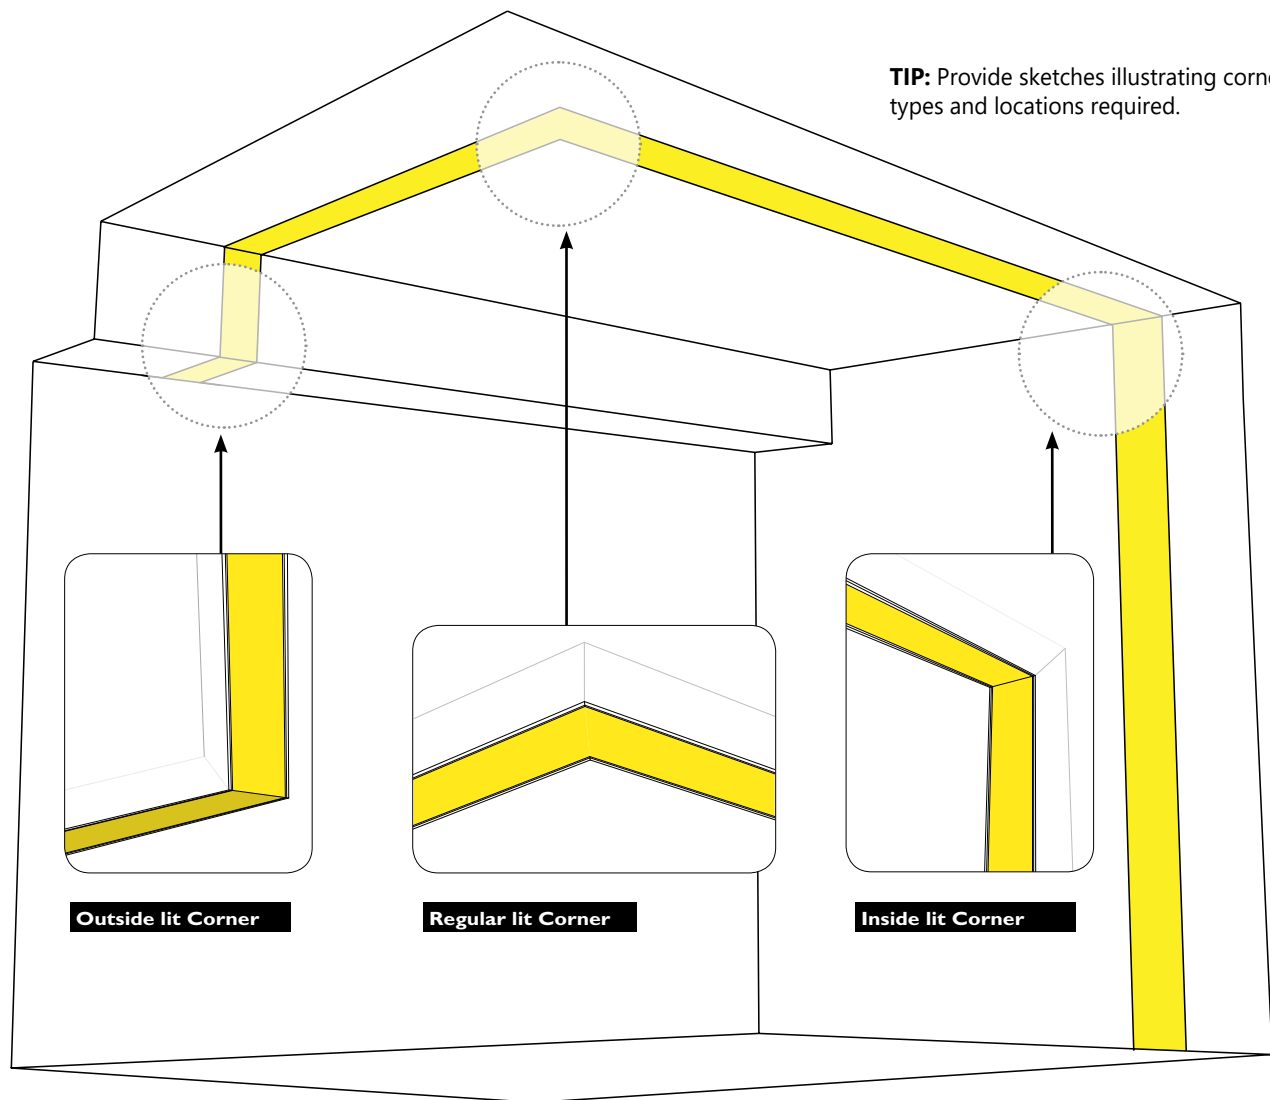 TIP: Provide sketches illustrating corne
types and locations required.
Outside lit Corner
Regular lit Corner
Inside lit Corner